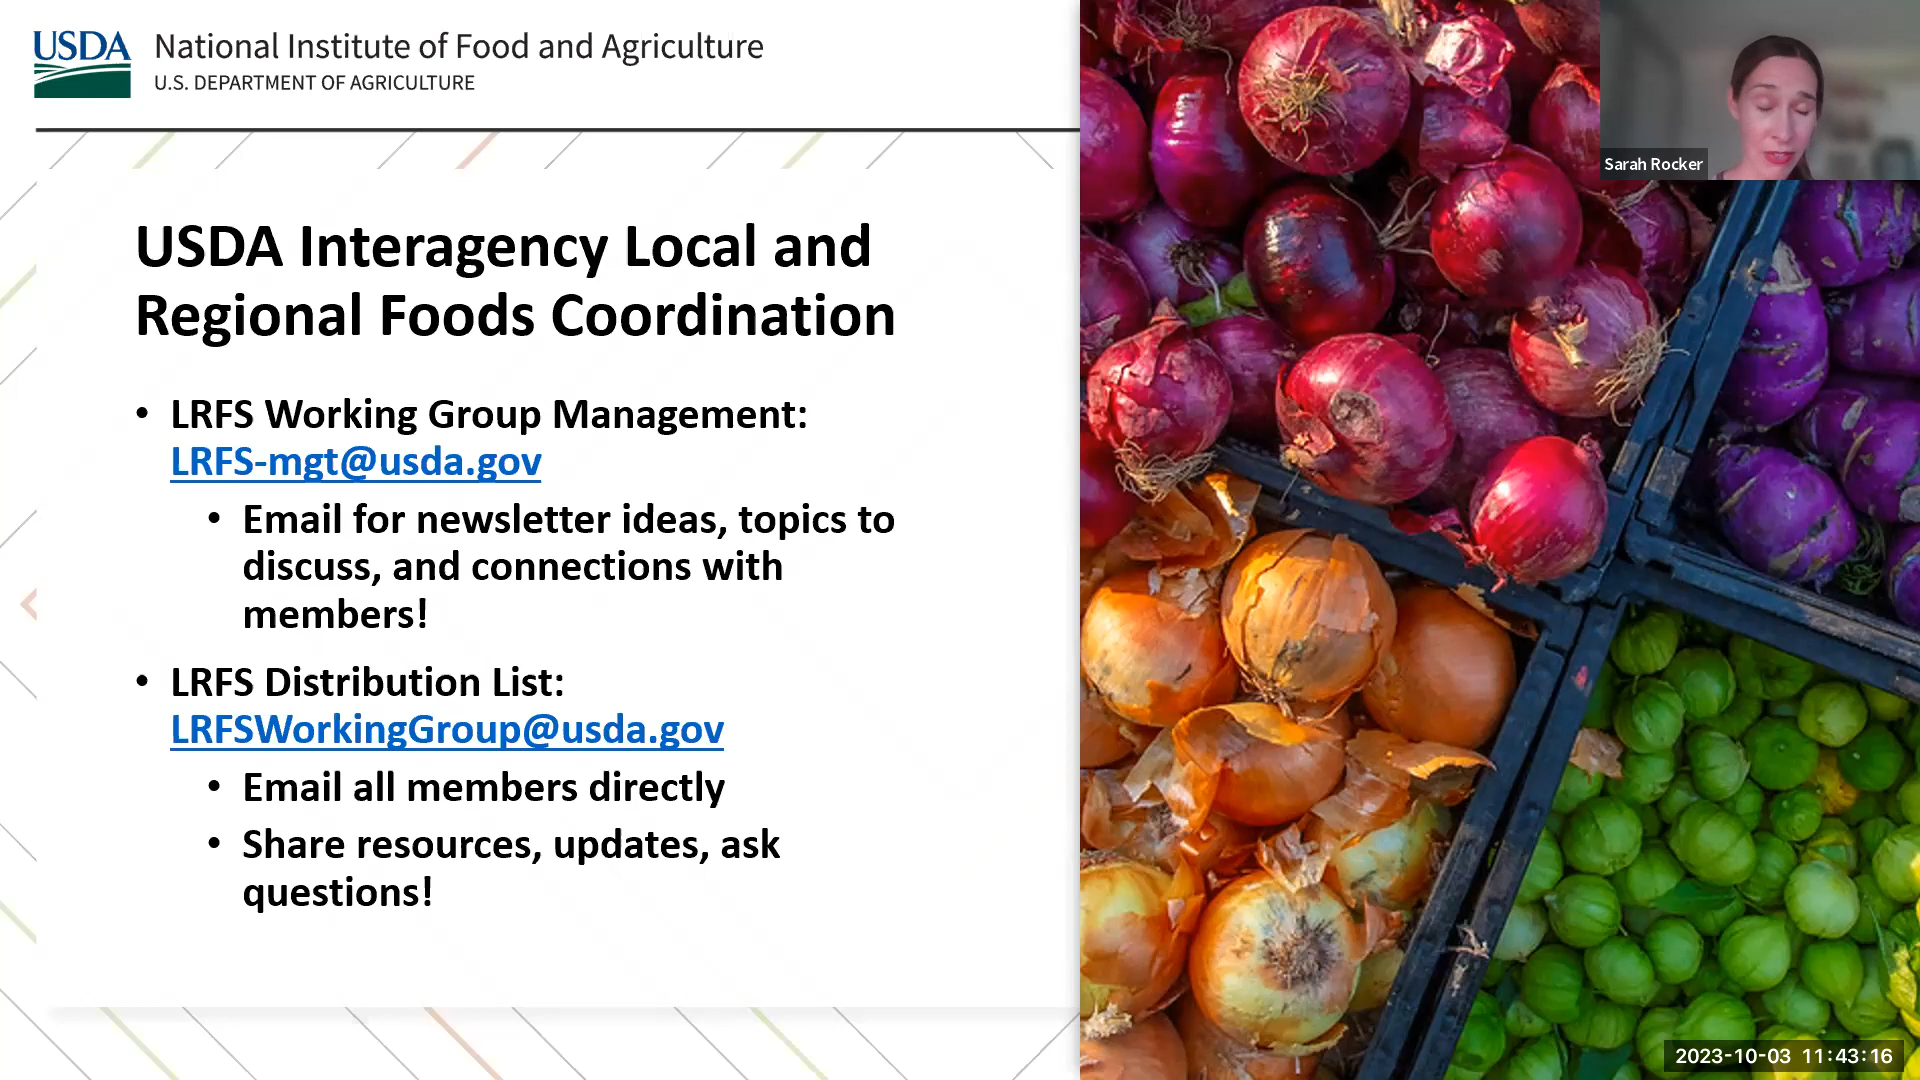 USDA
National Institute of Food and Agriculture
U.S. DEPARTMENT OF AGRICULTURE
Sarah Rocker
USDA Interagency Local and
Regional Foods Coordination
• LRFS Working Group Management:
LRFS-mgt@usda.gov
• Email for newsletter ideas, topics to
discuss, and connections with
members!
• LRFS Distribution List:
LRFSWorkingGroup@usda.gov
• Email all members directly
• Share resources, updates, ask
questions!
2023-10-03 11:43:16